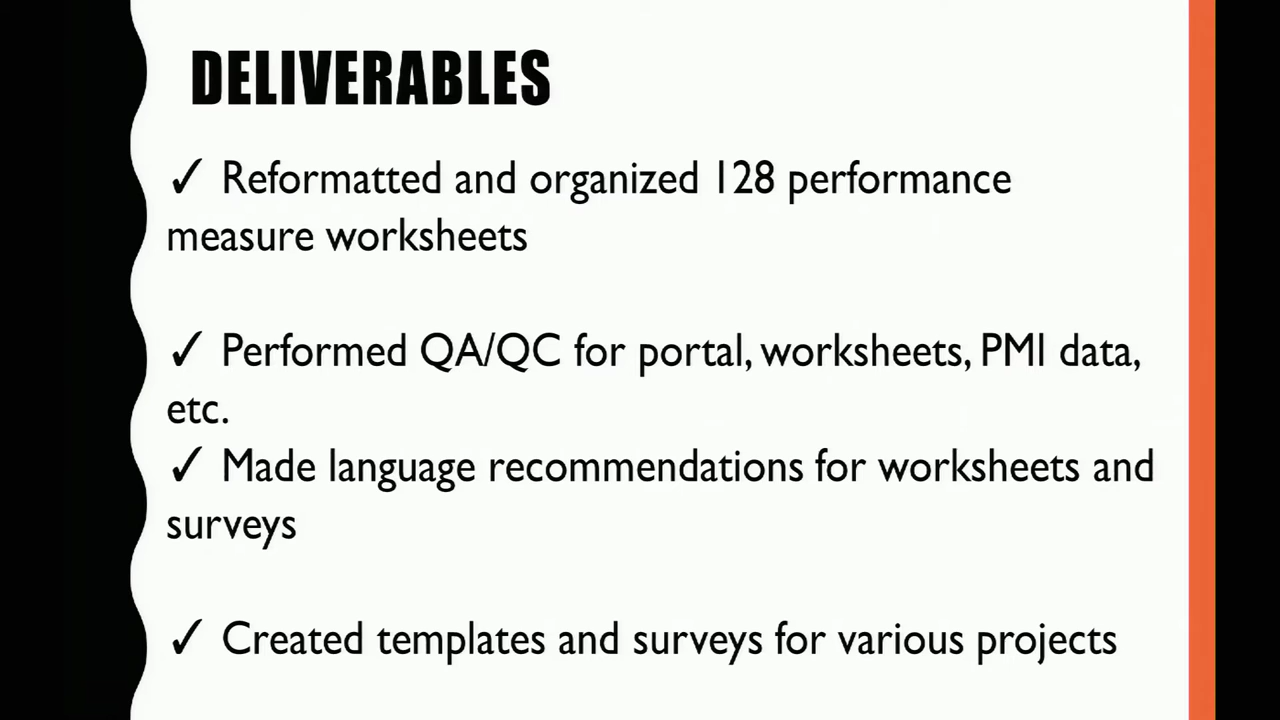 DELIVERABLES
✓ Reformatted and organized 128 performance
measure worksheets
✓ Performed QA/QC for portal, worksheets, PMI data,
etc.
✓ Made language recommendations for worksheets and
surveys
✓ Created templates and surveys for various projects